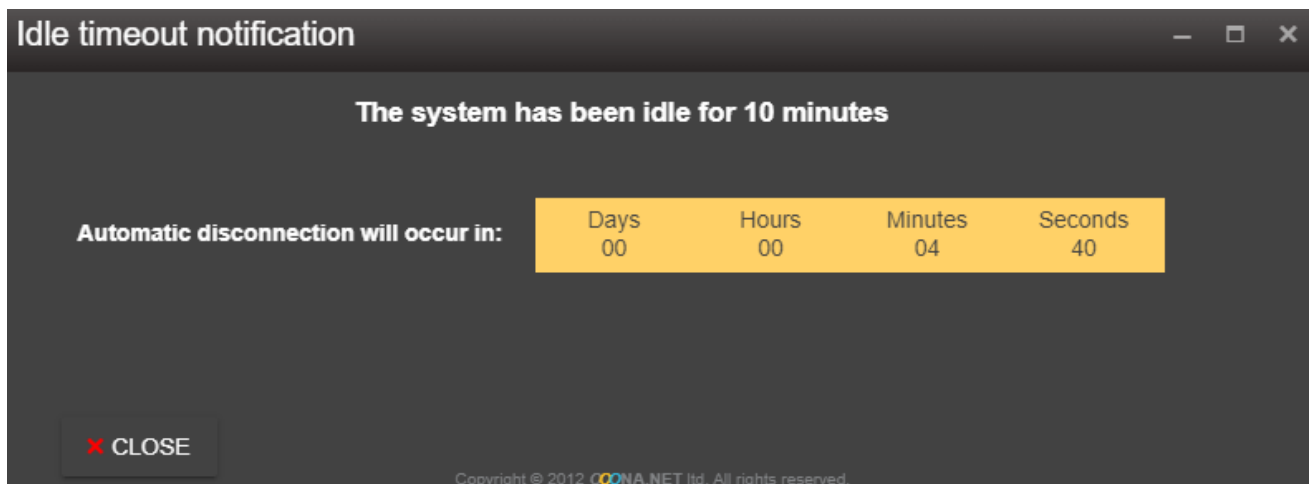 Idle timeout notification
The system has been idle for 10 minutes
Automatic disconnection will occur in:
Days Hours Minutes Seconds
00 00 04 40
CLOSE
Copyright © 2012 COONA.NET ltd. All rights reserved.